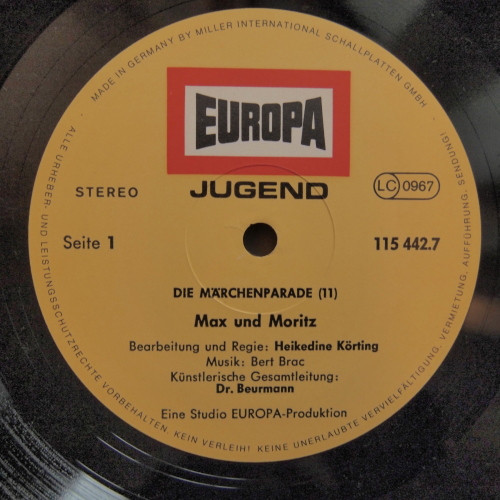 MADE IN GERMANY BY MILLER INTERNATIONAL SCHALLPLATTEN GMBH
EUROPA
JUGEND
STEREO
LC 0967
Seite 1
115 442.7
DIE MÄRCHENPARADE (11)
Max und Moritz
Bearbeitung und Regie: Heikedine Körting
Musik: Bert Brac
Künstlerische Gesamtleitung:
Dr. Beurmann
Eine Studio EUROPA-Produktion
ALLE URHEBER- UND LEISTUNGSSCHUTZRECHTE VORBEHALTEN. KEIN VERLEIH! KEINE UNERLAUBTE VERVIELFÄLTIGUNG, VERMIETUNG, AUFFÜHRUNG, SENDUNG!